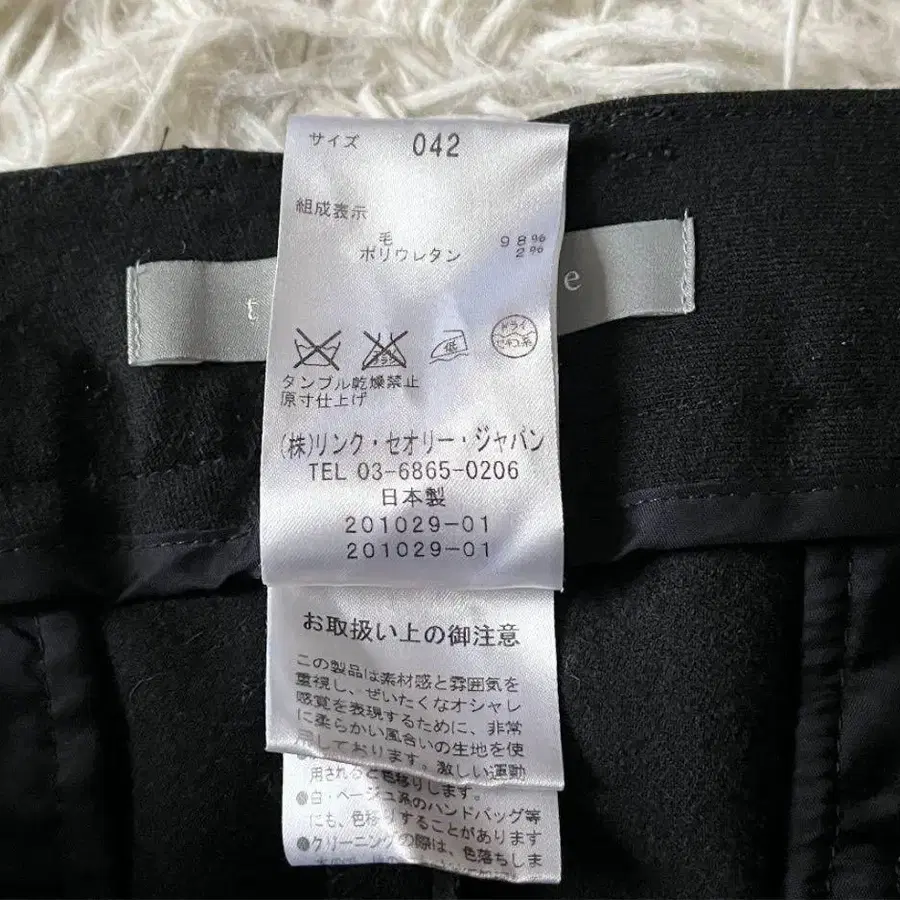 サイズ 042
組成表示
毛 98%
ポリウレタン 2%
t e
低
ドライ
セキユ系
タンブル乾燥禁止
原寸仕上げ
(株)リンク・セオリー・ジャパン
TEL 03-6865-0206
日本製
201029-01
201029-01
お取扱い上の御注意
この製品は素材感と雰囲気を
重視し、ぜいたくなオシャレ
感覚を表現するために、非常
に柔らかい風合いの生地を使
用しております。激しい運動
用されると色移りします。
●白・ベージュ系のハンドバッグ等
にも、色移りすることがあります
●クリーニングの際は、色落ちしま